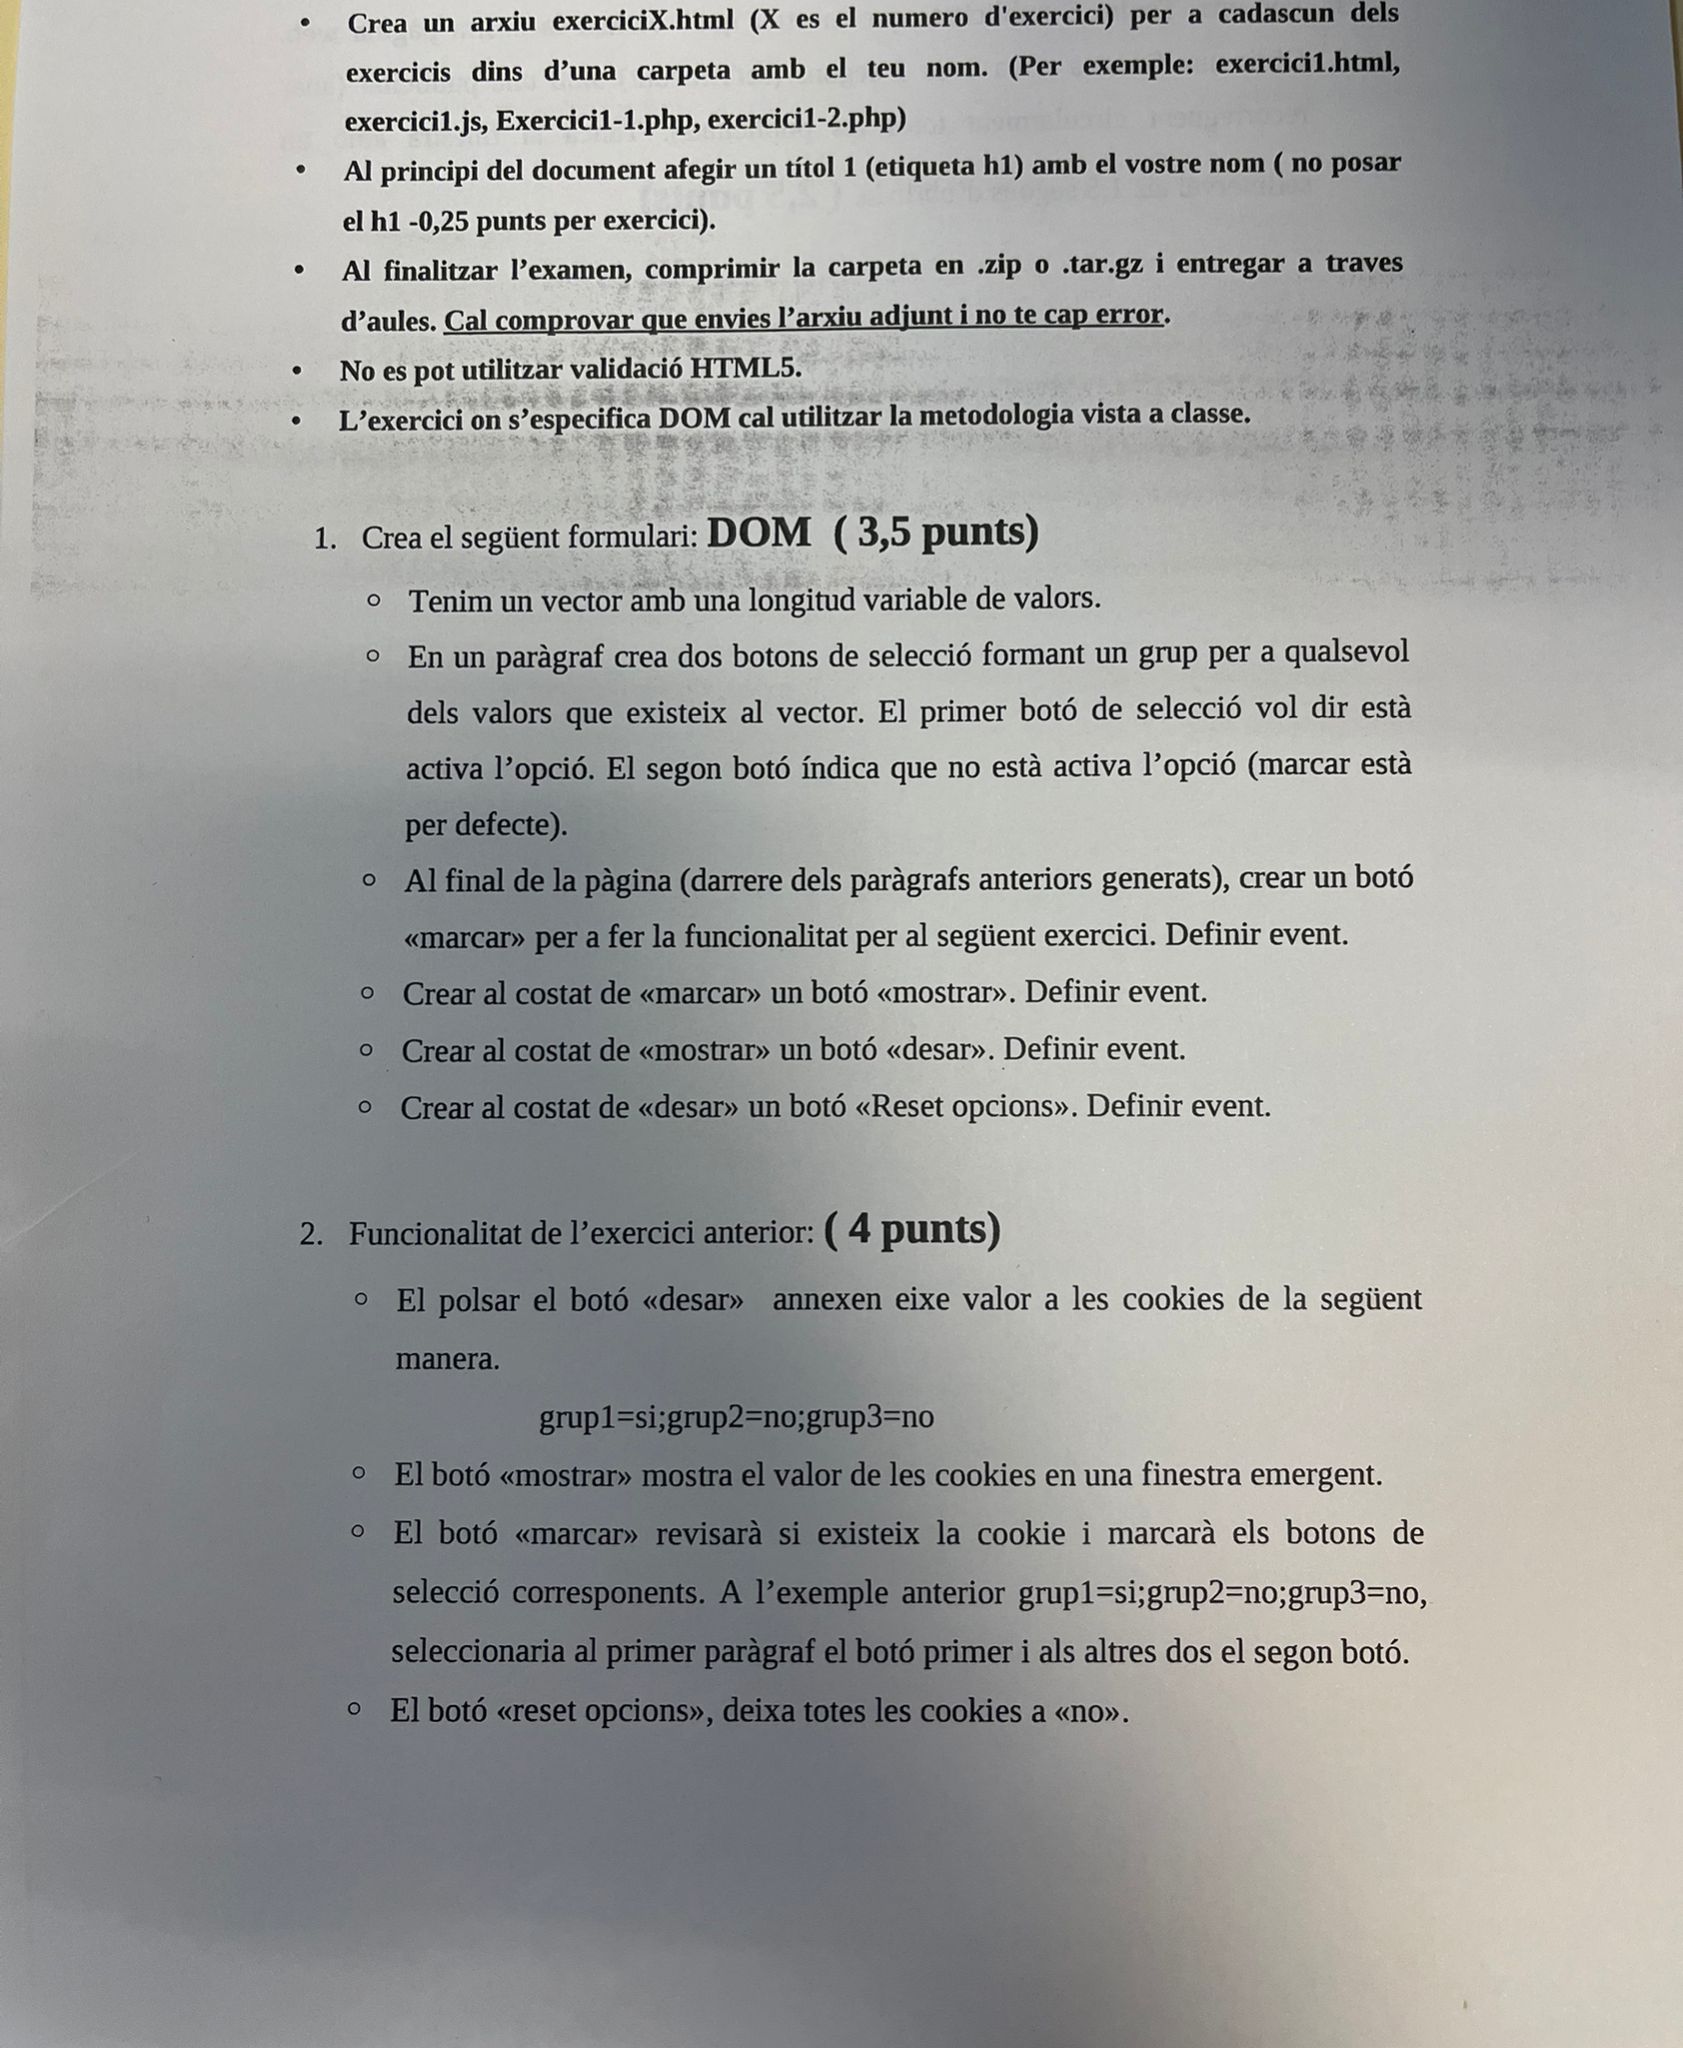 • Crea un arxiu exerciciX.html (X es el numero d'exercici) per a cadascun dels
exercicis dins d’una carpeta amb el teu nom. (Per exemple: exercici1.html,
exercici1.js, Exercici1-1.php, exercici1-2.php)
• Al principi del document afegir un títol 1 (etiqueta h1) amb el vostre nom ( no posar
el h1 -0,25 punts per exercici).
• Al finalitzar l’examen, comprimir la carpeta en .zip o .tar.gz i entregar a traves
d’aules. Cal comprovar que envies l’arxiu adjunt i no te cap error.
• No es pot utilitzar validació HTML5.
• L’exercici on s’especifica DOM cal utilitzar la metodologia vista a classe.
1. Crea el següent formulari: DOM ( 3,5 punts)
◦ Tenim un vector amb una longitud variable de valors.
◦ En un paràgraf crea dos botons de selecció formant un grup per a qualsevol
dels valors que existeix al vector. El primer botó de selecció vol dir està
activa l’opció. El segon botó índica que no està activa l’opció (marcar està
per defecte).
◦ Al final de la pàgina (darrere dels paràgrafs anteriors generats), crear un botó
«marcar» per a fer la funcionalitat per al següent exercici. Definir event.
◦ Crear al costat de «marcar» un botó «mostrar». Definir event.
◦ Crear al costat de «mostrar» un botó «desar». Definir event.
◦ Crear al costat de «desar» un botó «Reset opcions». Definir event.
2. Funcionalitat de l’exercici anterior: ( 4 punts)
◦ El polsar el botó «desar» annexen eixe valor a les cookies de la següent
manera.
grup1=si;grup2=no;grup3=no
◦ El botó «mostrar» mostra el valor de les cookies en una finestra emergent.
◦ El botó «marcar» revisarà si existeix la cookie i marcarà els botons de
selecció corresponents. A l’exemple anterior grup1=si;grup2=no;grup3=no,
seleccionaria al primer paràgraf el botó primer i als altres dos el segon botó.
◦ El botó «reset opcions», deixa totes les cookies a «no».